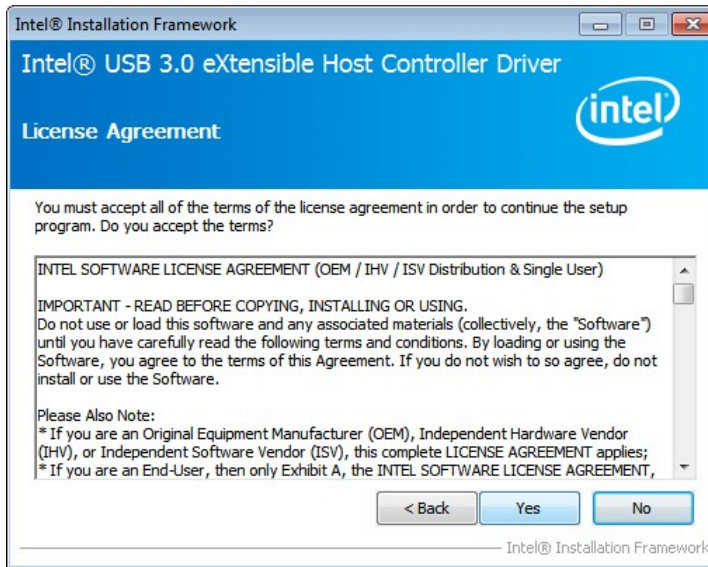 Intel® Installation Framework
Intel® USB 3.0 eXtensible Host Controller Driver
intel
License Agreement
You must accept all of the terms of the license agreement in order to continue the setup
program. Do you accept the terms?
INTEL SOFTWARE LICENSE AGREEMENT (OEM / IHV / ISV Distribution & Single User)
IMPORTANT - READ BEFORE COPYING, INSTALLING OR USING.
Do not use or load this software and any associated materials (collectively, the "Software")
until you have carefully read the following terms and conditions. By loading or using the
Software, you agree to the terms of this Agreement. If you do not wish to so agree, do not
install or use the Software.
Please Also Note:
* If you are an Original Equipment Manufacturer (OEM), Independent Hardware Vendor
(IHV), or Independent Software Vendor (ISV), this complete LICENSE AGREEMENT applies;
* If you are an End-User, then only Exhibit A, the INTEL SOFTWARE LICENSE AGREEMENT,
< Back Yes No
Intel® Installation Framework